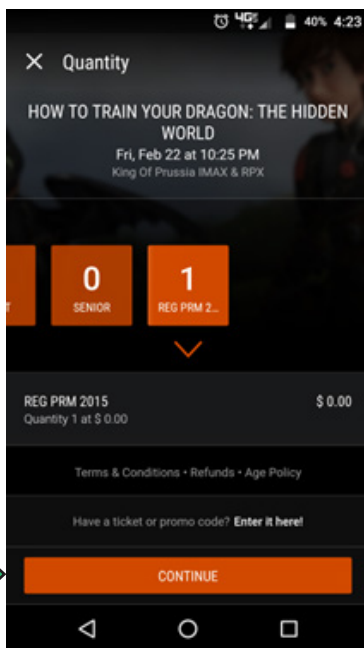 4G 40% 4:23
Quantity
HOW TO TRAIN YOUR DRAGON: THE HIDDEN
WORLD
Fri, Feb 22 at 10:25 PM
King Of Prussia IMAX & RPX
0 1
T SENIOR REG PRM 2...
REG PRM 2015 $ 0.00
Quantity 1 at $ 0.00
Terms & Conditions • Refunds • Age Policy
Have a ticket or promo code? Enter it here!
CONTINUE